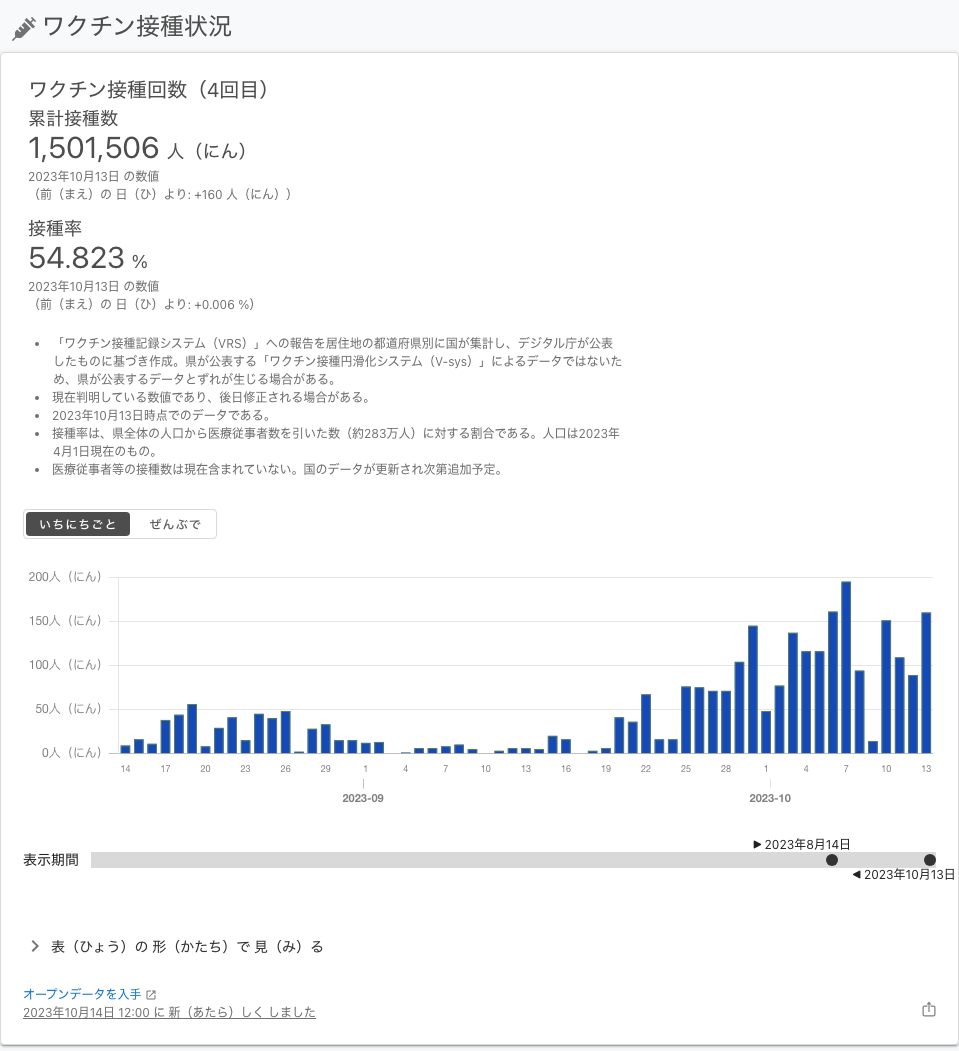 ワクチン接種状況
ワクチン接種回数（4回目）
累計接種数
1,501,506 人（にん）
2023年10月13日 の数値
（前（まえ）の 日（ひ）より: +160 人（にん））
接種率
54.823 %
2023年10月13日 の数値
（前（まえ）の 日（ひ）より: +0.006 %）
• 「ワクチン接種記録システム（VRS）」への報告を居住地の都道府県別に国が集計し、デジタル庁が公表
したものに基づき作成。県が公表する「ワクチン接種円滑化システム（V-sys）」によるデータではないた
め、県が公表するデータとずれが生じる場合がある。
• 現在判明している数値であり、後日修正される場合がある。
• 2023年10月13日時点でのデータである。
• 接種率は、県全体の人口から医療従事者数を引いた数（約283万人）に対する割合である。人口は2023年
4月1日現在のもの。
• 医療従事者等の接種数は現在含まれていない。国のデータが更新され次第追加予定。
いちにちごと ぜんぶで
200人（にん）
150人（にん）
100人（にん）
50人（にん）
0人（にん）
14 17 20 23 26 29 1 4 7 10 13 16 19 22 25 28 1 4 7 10 13
2023-09 2023-10
▶ 2023年8月14日
表示期間
◀ 2023年10月13日
表（ひょう）の 形（かたち）で 見（み）る
オープンデータを入手
2023年10月14日 12:00 に 新（あたら）しく しました